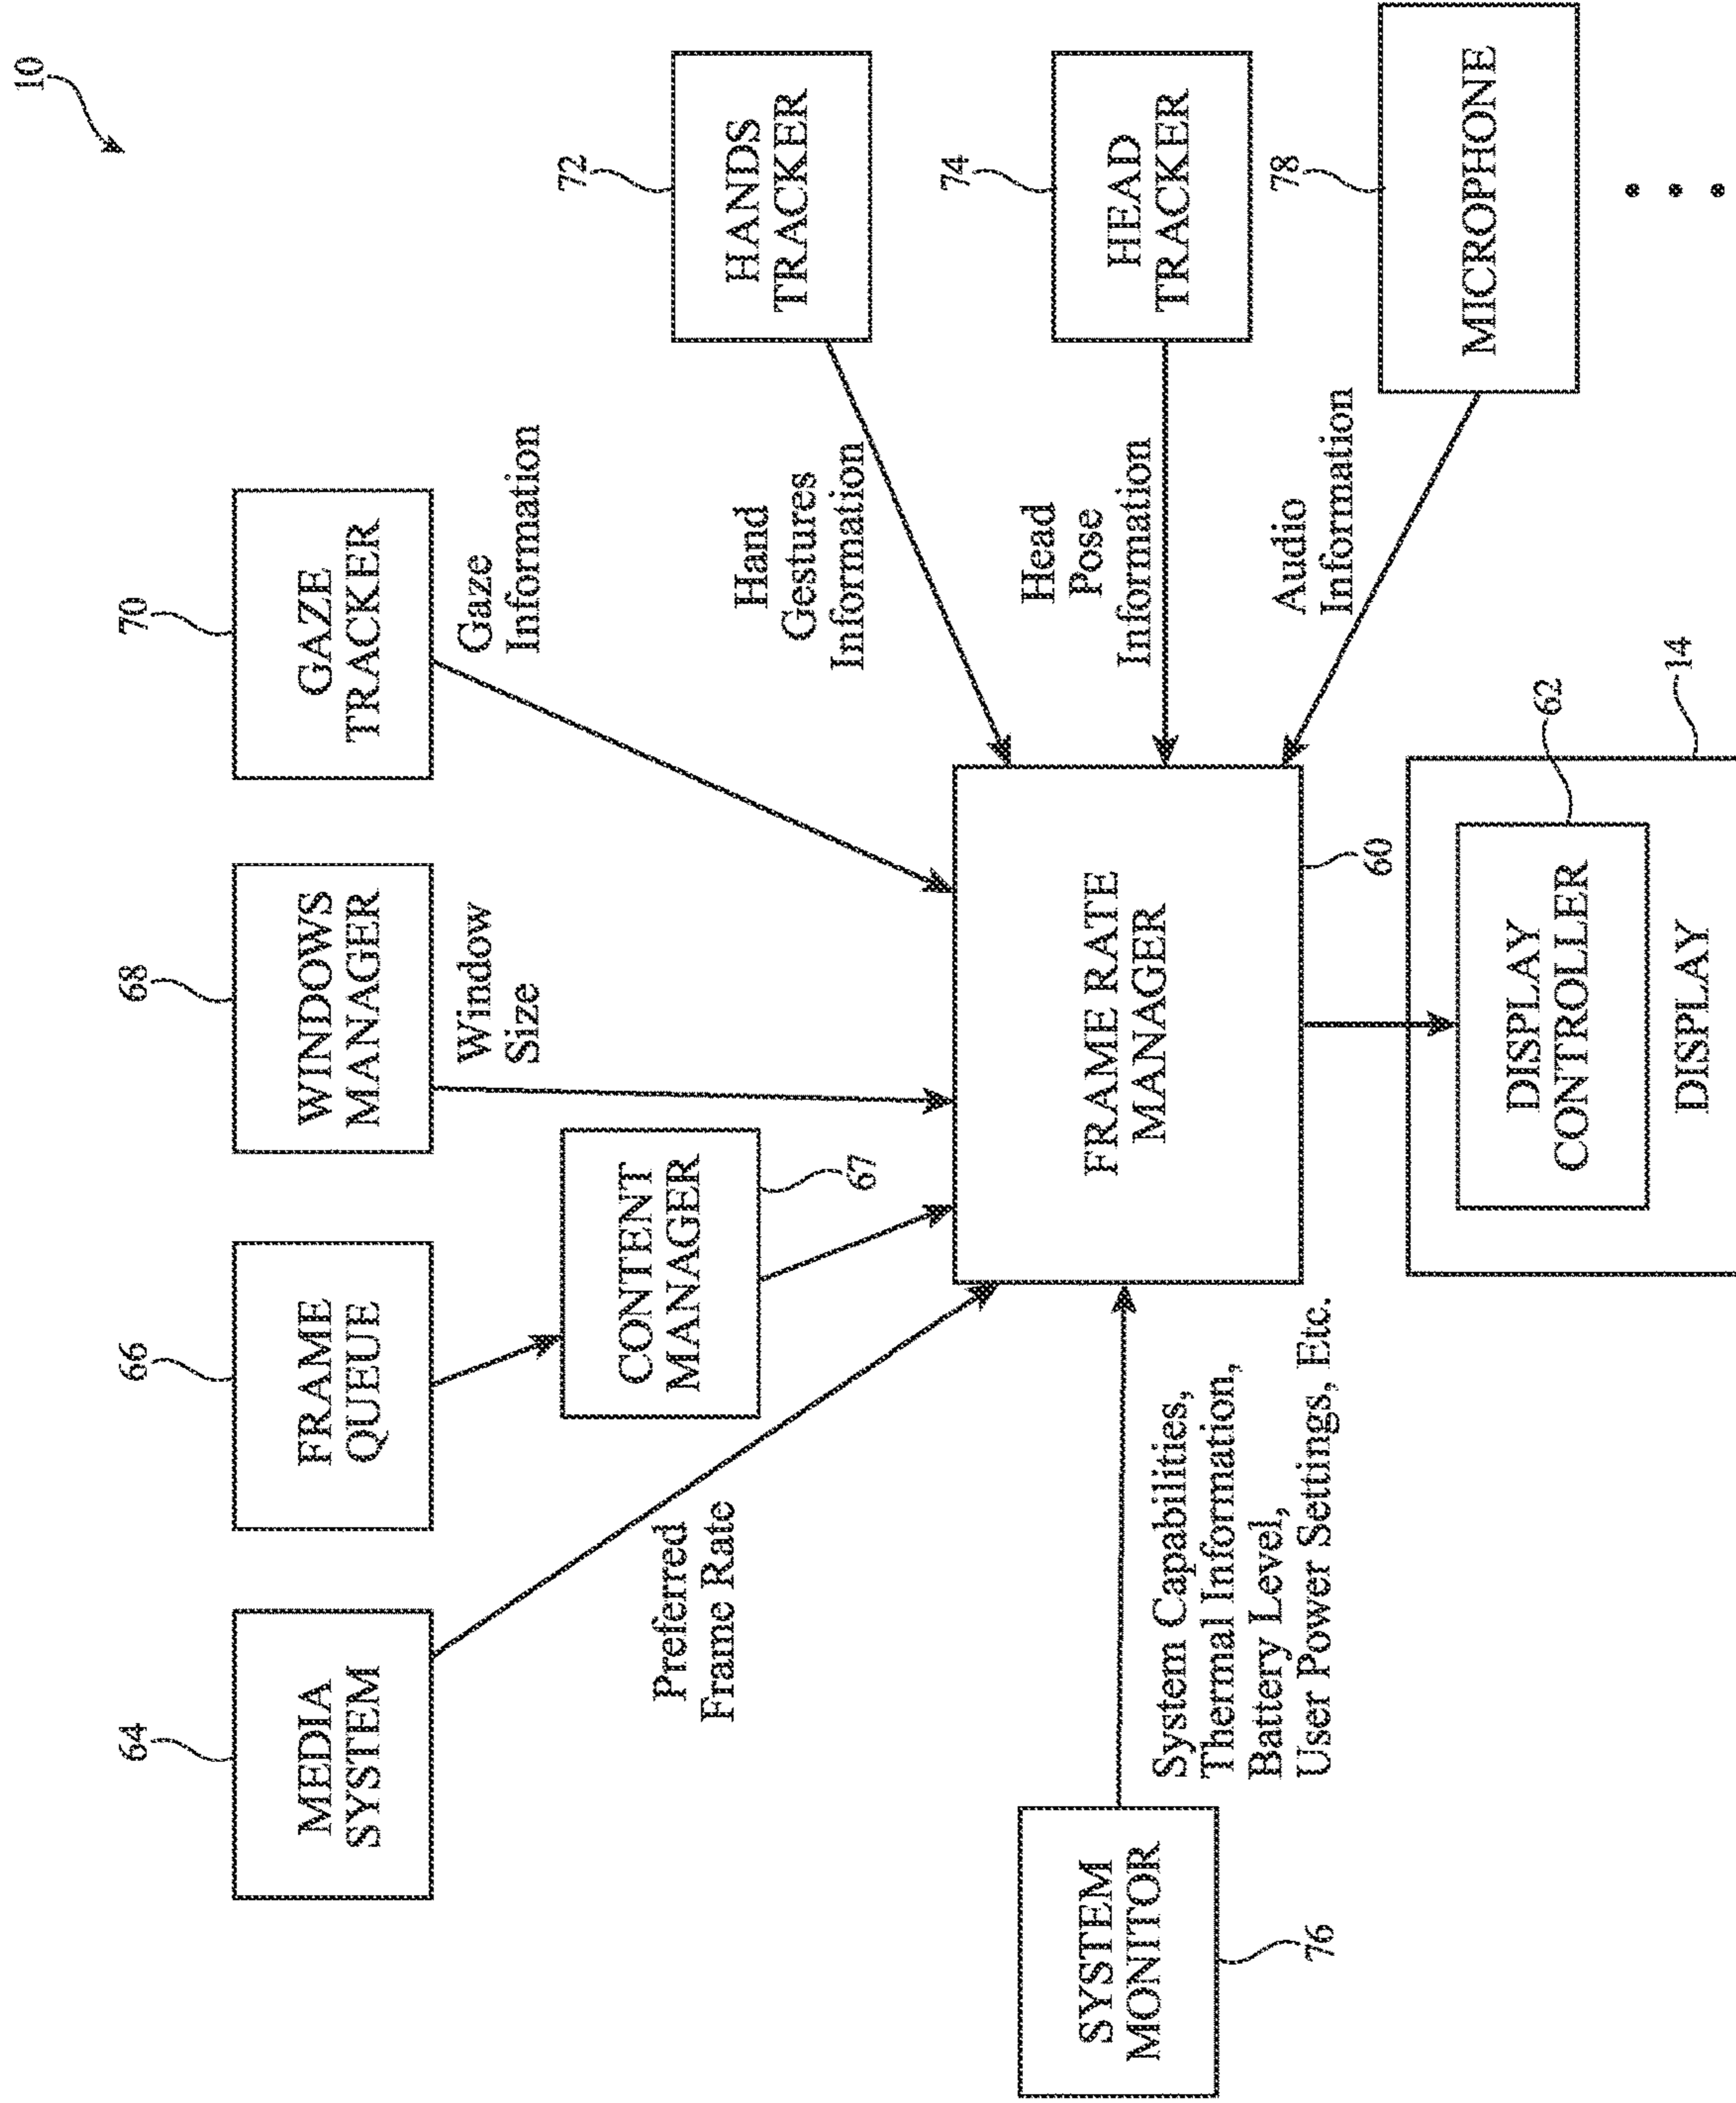 10
64
66
68
70
MEDIA
SYSTEM
FRAME
QUEUE
WINDOWS
MANAGER
GAZE
TRACKER
Window
Size
Gaze
Information
72
HANDS
TRACKER
CONTENT
MANAGER
67
Preferred
Frame Rate
Hand
Gestures
Information
74
HEAD
TRACKER
Head
Pose
Information
SYSTEM
MONITOR
76
System Capabilities,
Thermal Information,
Battery Level,
User Power Settings, Etc.
FRAME RATE
MANAGER
60
78
MICROPHONE
Audio
Information
62
14
DISPLAY
CONTROLLER
DISPLAY